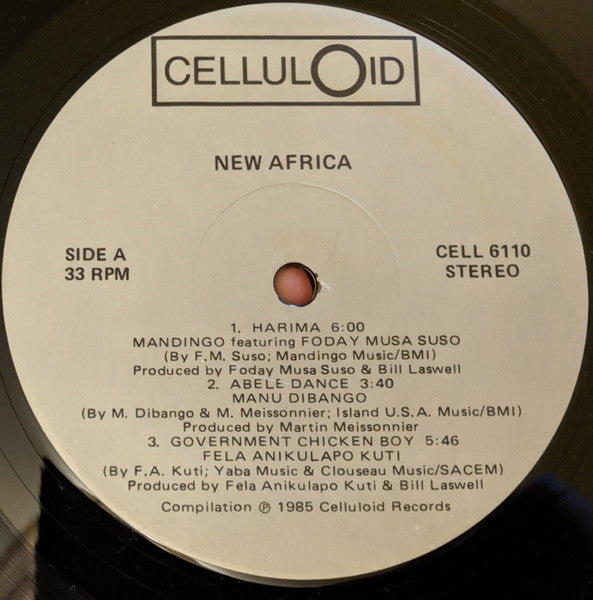 CELLULOID
NEW AFRICA
SIDE A
33 RPM
CELL 6110
STEREO
1. HARIMA 6:00
MANDINGO featuring FODAY MUSA SUSO
(By F.M. Suso; Mandingo Music/BMI)
Produced by Foday Musa Suso & Bill Laswell
2. ABELE DANCE 3:40
MANU DIBANGO
(By M. Dibango & M. Meissonnier; Island U.S.A. Music/BMI)
Produced by Martin Meissonnier
3. GOVERNMENT CHICKEN BOY 5:46
FELA ANIKULAPO KUTI
(By F.A. Kuti; Yaba Music & Clouseau Music/SACEM)
Produced by Fela Anikulapo Kuti & Bill Laswell
Compilation ℗ 1985 Celluloid Records